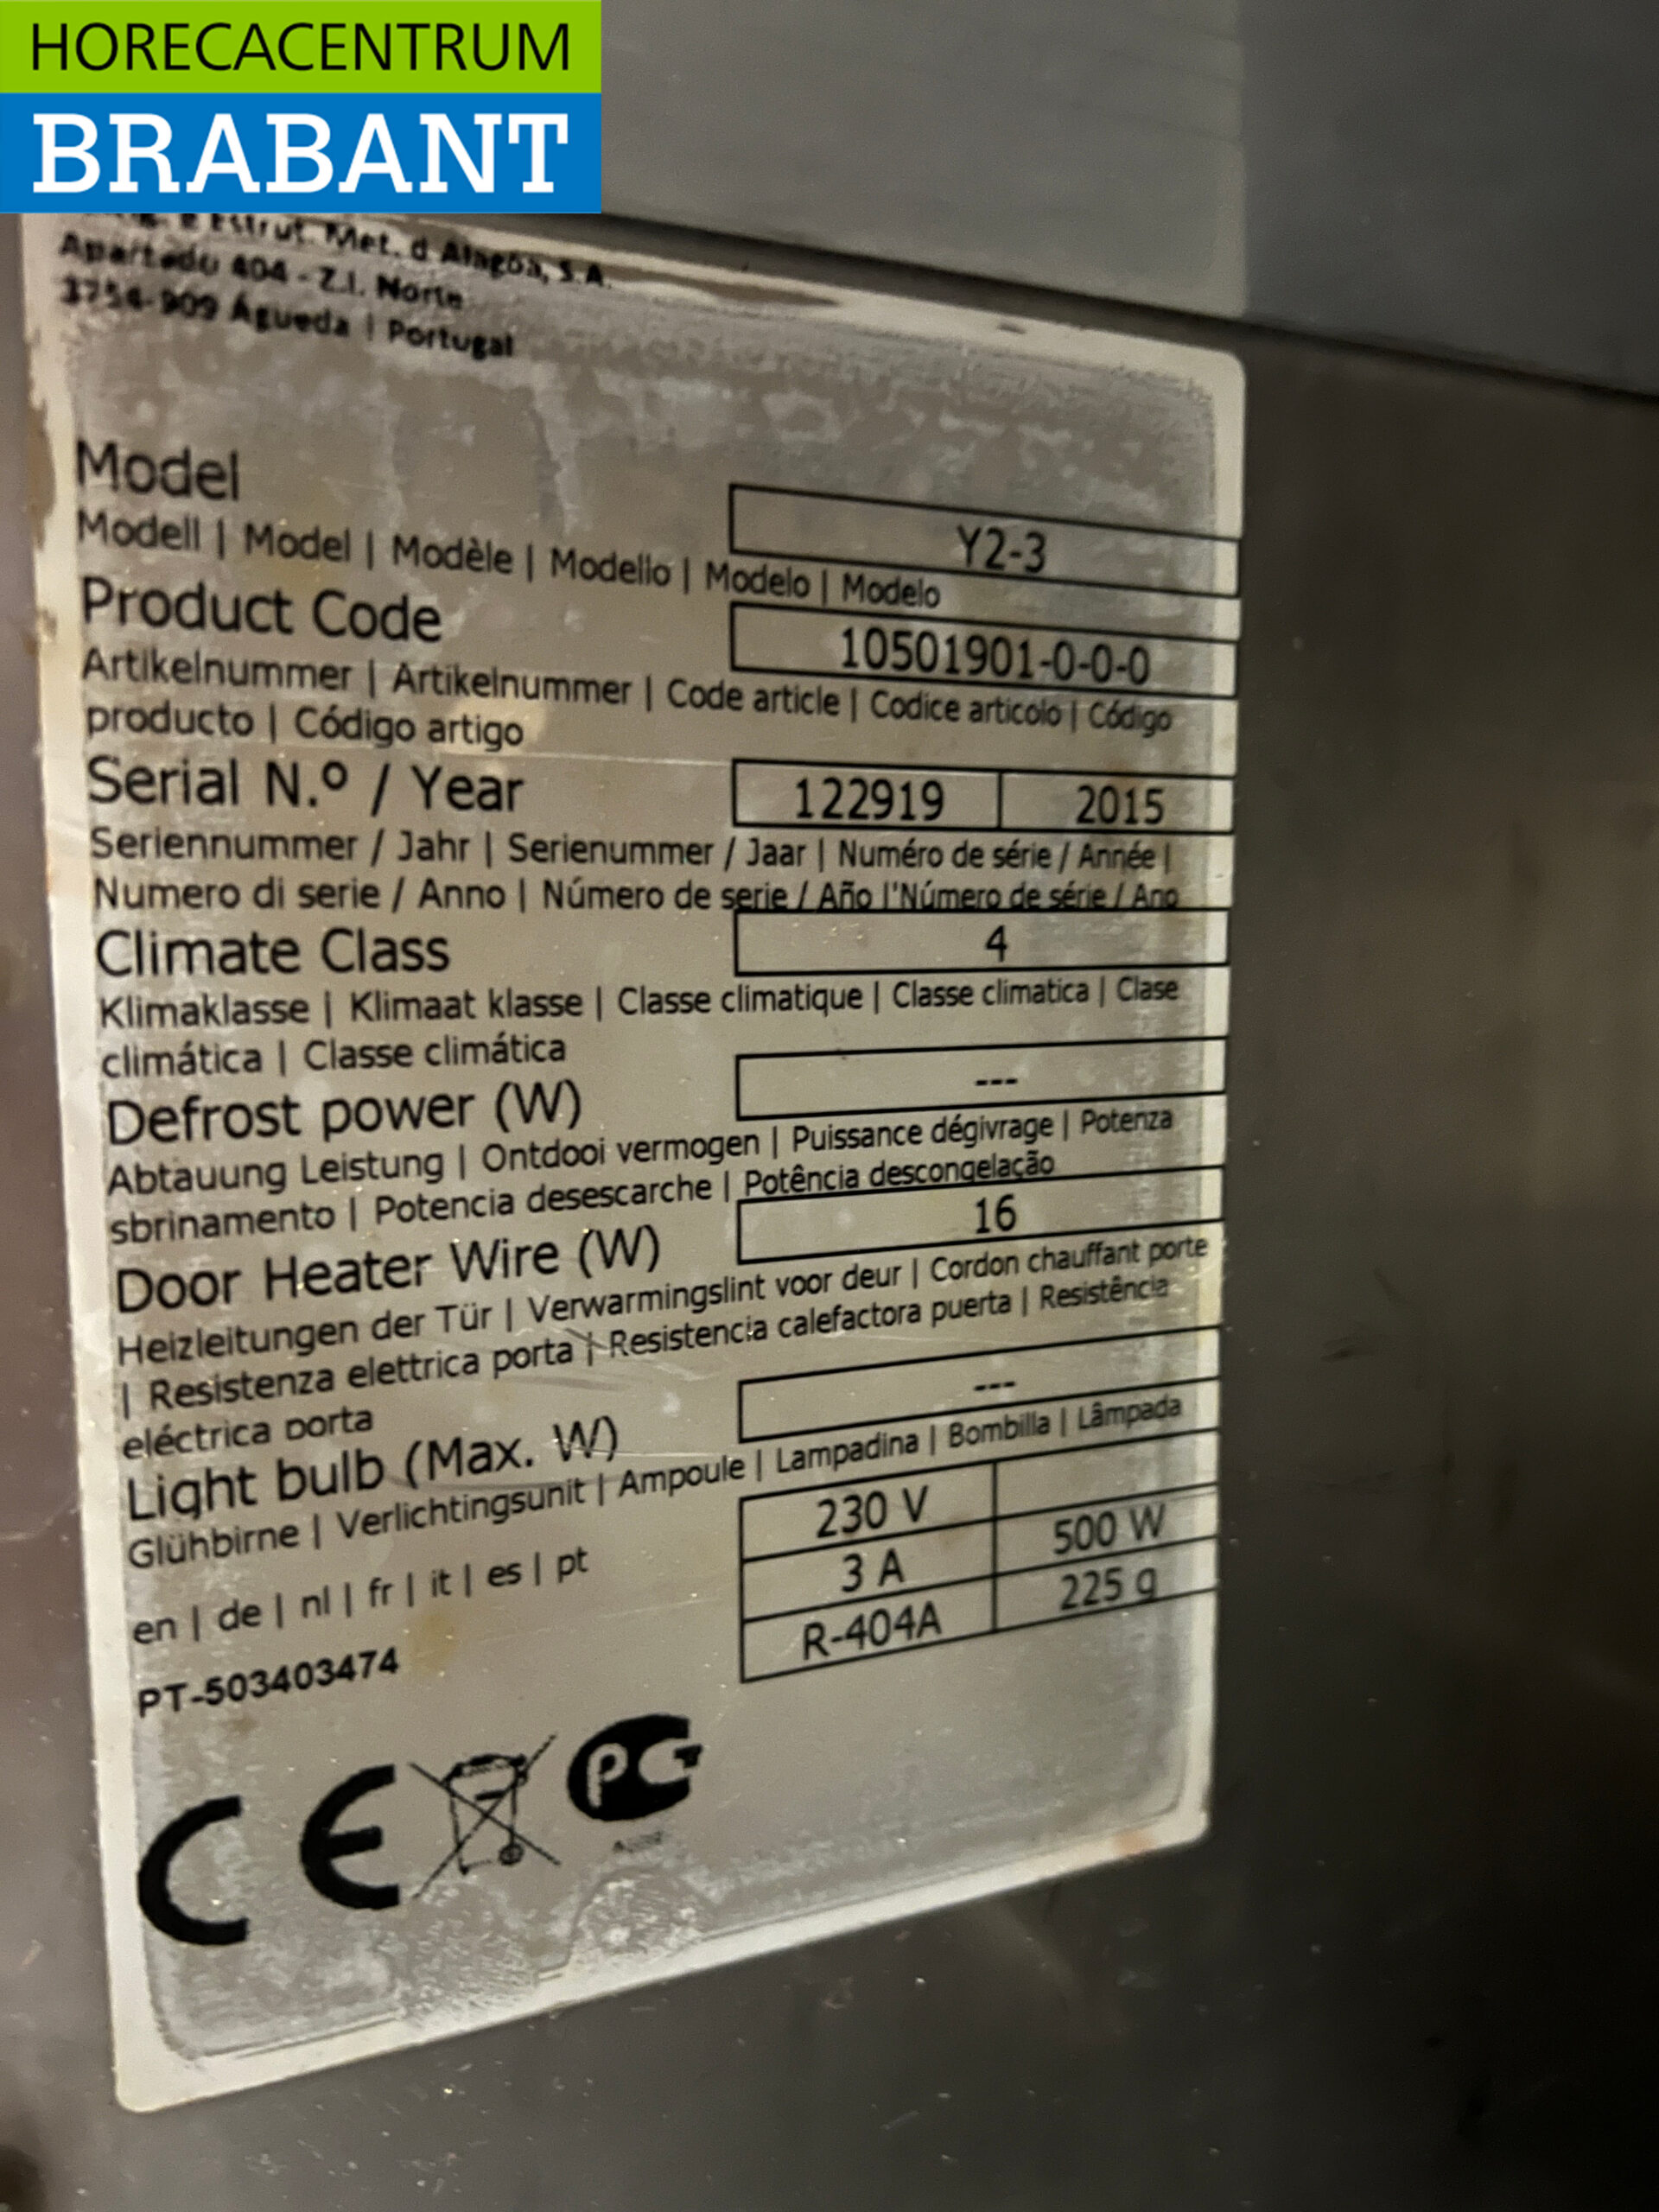 HORECACENTRUM
BRABANT
Estrut. Met. d Alagoa, S.A.
Apartado 404 - Z.I. Norte
3754-909 Águeda | Portugal
Model
Y2-3
Modell | Model | Modèle | Modello | Modelo | Modelo
Product Code
10501901-0-0-0
Artikelnummer | Artikelnummer | Code article | Codice articolo | Código
producto | Código artigo
Serial N.º / Year
122919 2015
Seriennummer / Jahr | Serienummer / Jaar | Numéro de série / Année |
Numero di serie / Anno | Número de serie / Año l'Número de série / Ano
Climate Class
4
Klimaklasse | Klimaat klasse | Classe climatique | Classe climatica | Clase
climática | Classe climática
Defrost power (W)
---
Abtauung Leistung | Ontdooi vermogen | Puissance dégivrage | Potenza
sbrinamento | Potencia desescarche | Potência descongelação
Door Heater Wire (W)
16
Heizleitungen der Tür | Verwarmingslint voor deur | Cordon chauffant porte
| Resistenza elettrica porta | Resistencia calefactora puerta | Resistência
eléctrica porta
Light bulb (Max. W)
---
Glühbirne | Verlichtingsunit | Ampoule | Lampadina | Bombilla | Lâmpada
230 V
3 A 500 W
R-404A 225 g
en | de | nl | fr | it | es | pt
PT-503403474
CE
PCT